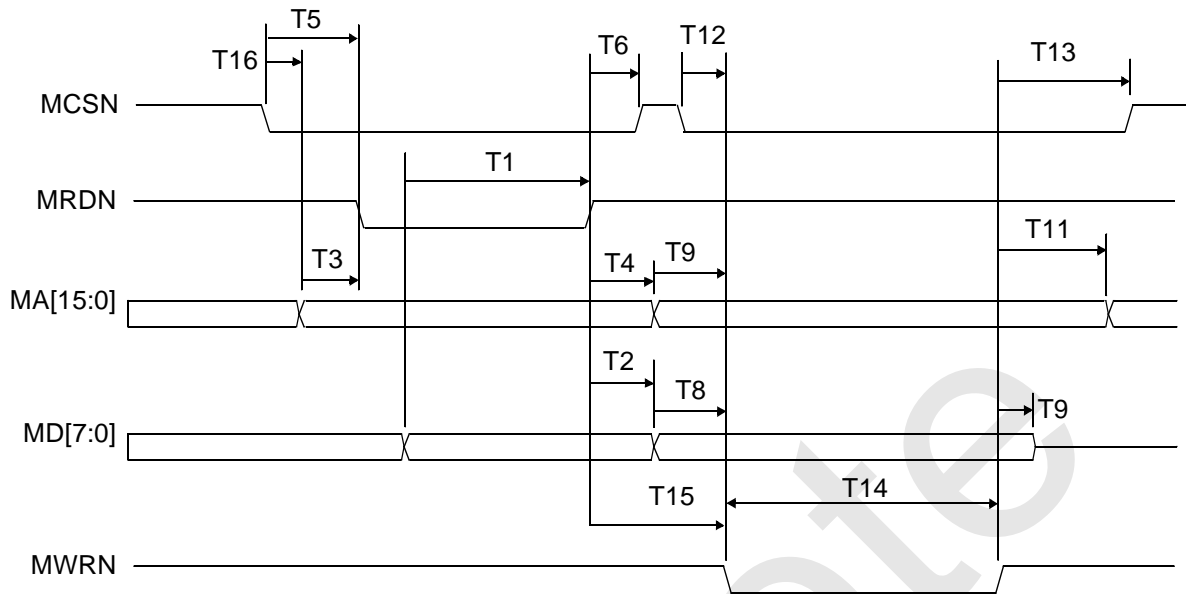 T5
T12
T6
T16
T13
MCSN
T1
MRDN
T11
T3
T4
T9
MA[15:0]
T2
T8
T9
MD[7:0]
T15
T14
MWRN